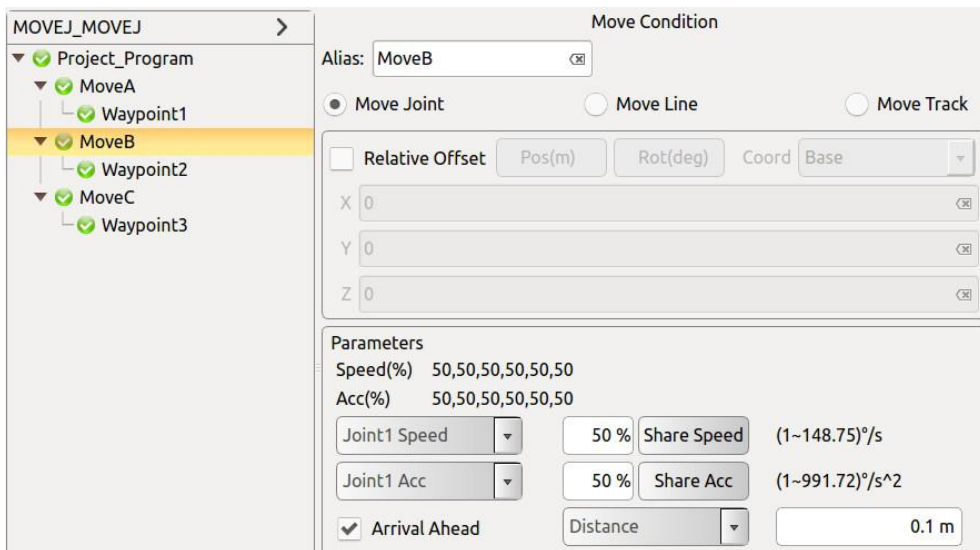 MOVEJ_MOVEJ
Project_Program
MoveA
Waypoint1
MoveB
Waypoint2
MoveC
Waypoint3
Move Condition
Alias: MoveB
Move Joint Move Line Move Track
Relative Offset Pos(m) Rot(deg) Coord Base
X 0
Y 0
Z 0
Parameters
Speed(%) 50,50,50,50,50,50
Acc(%) 50,50,50,50,50,50
Joint1 Speed 50 % Share Speed (1~148.75)°/s
Joint1 Acc 50 % Share Acc (1~991.72)°/s^2
Arrival Ahead Distance 0.1 m